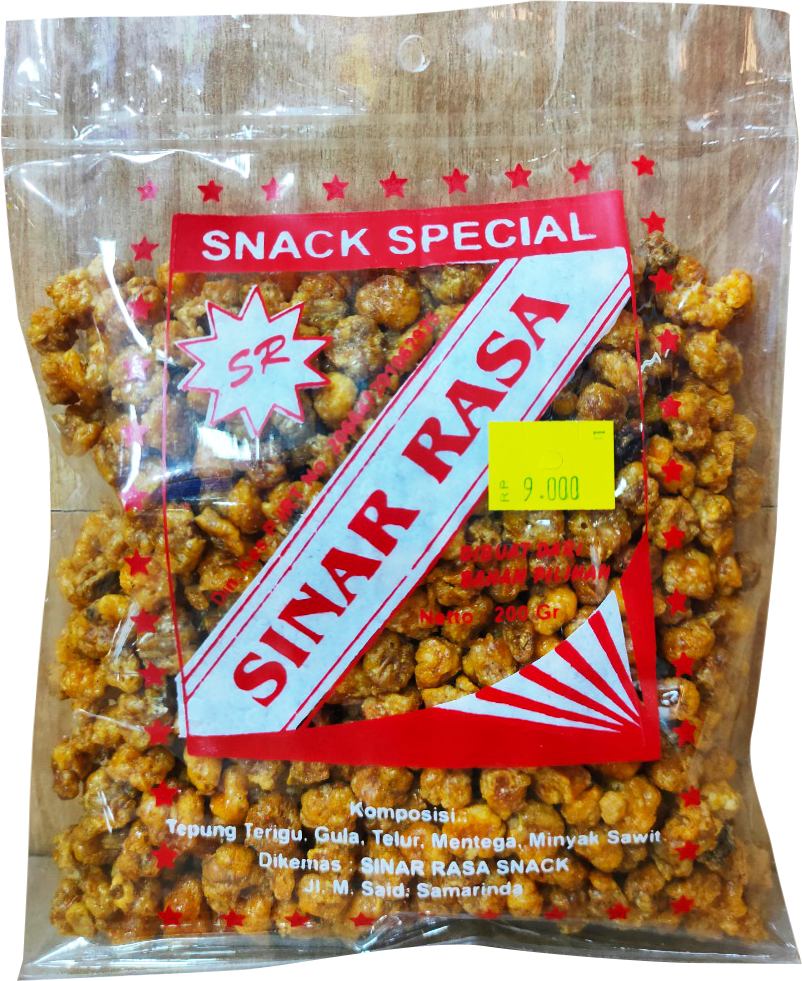 SNACK SPECIAL
SR
SINAR RASA
RP 9.000
DIBUAT DARI
BAHAN PILIHAN
Netto 200 Gr
Komposisi :
Tepung Terigu, Gula, Telur, Mentega, Minyak Sawit
Dikemas : SINAR RASA SNACK
Jl. M. Said. Samarinda